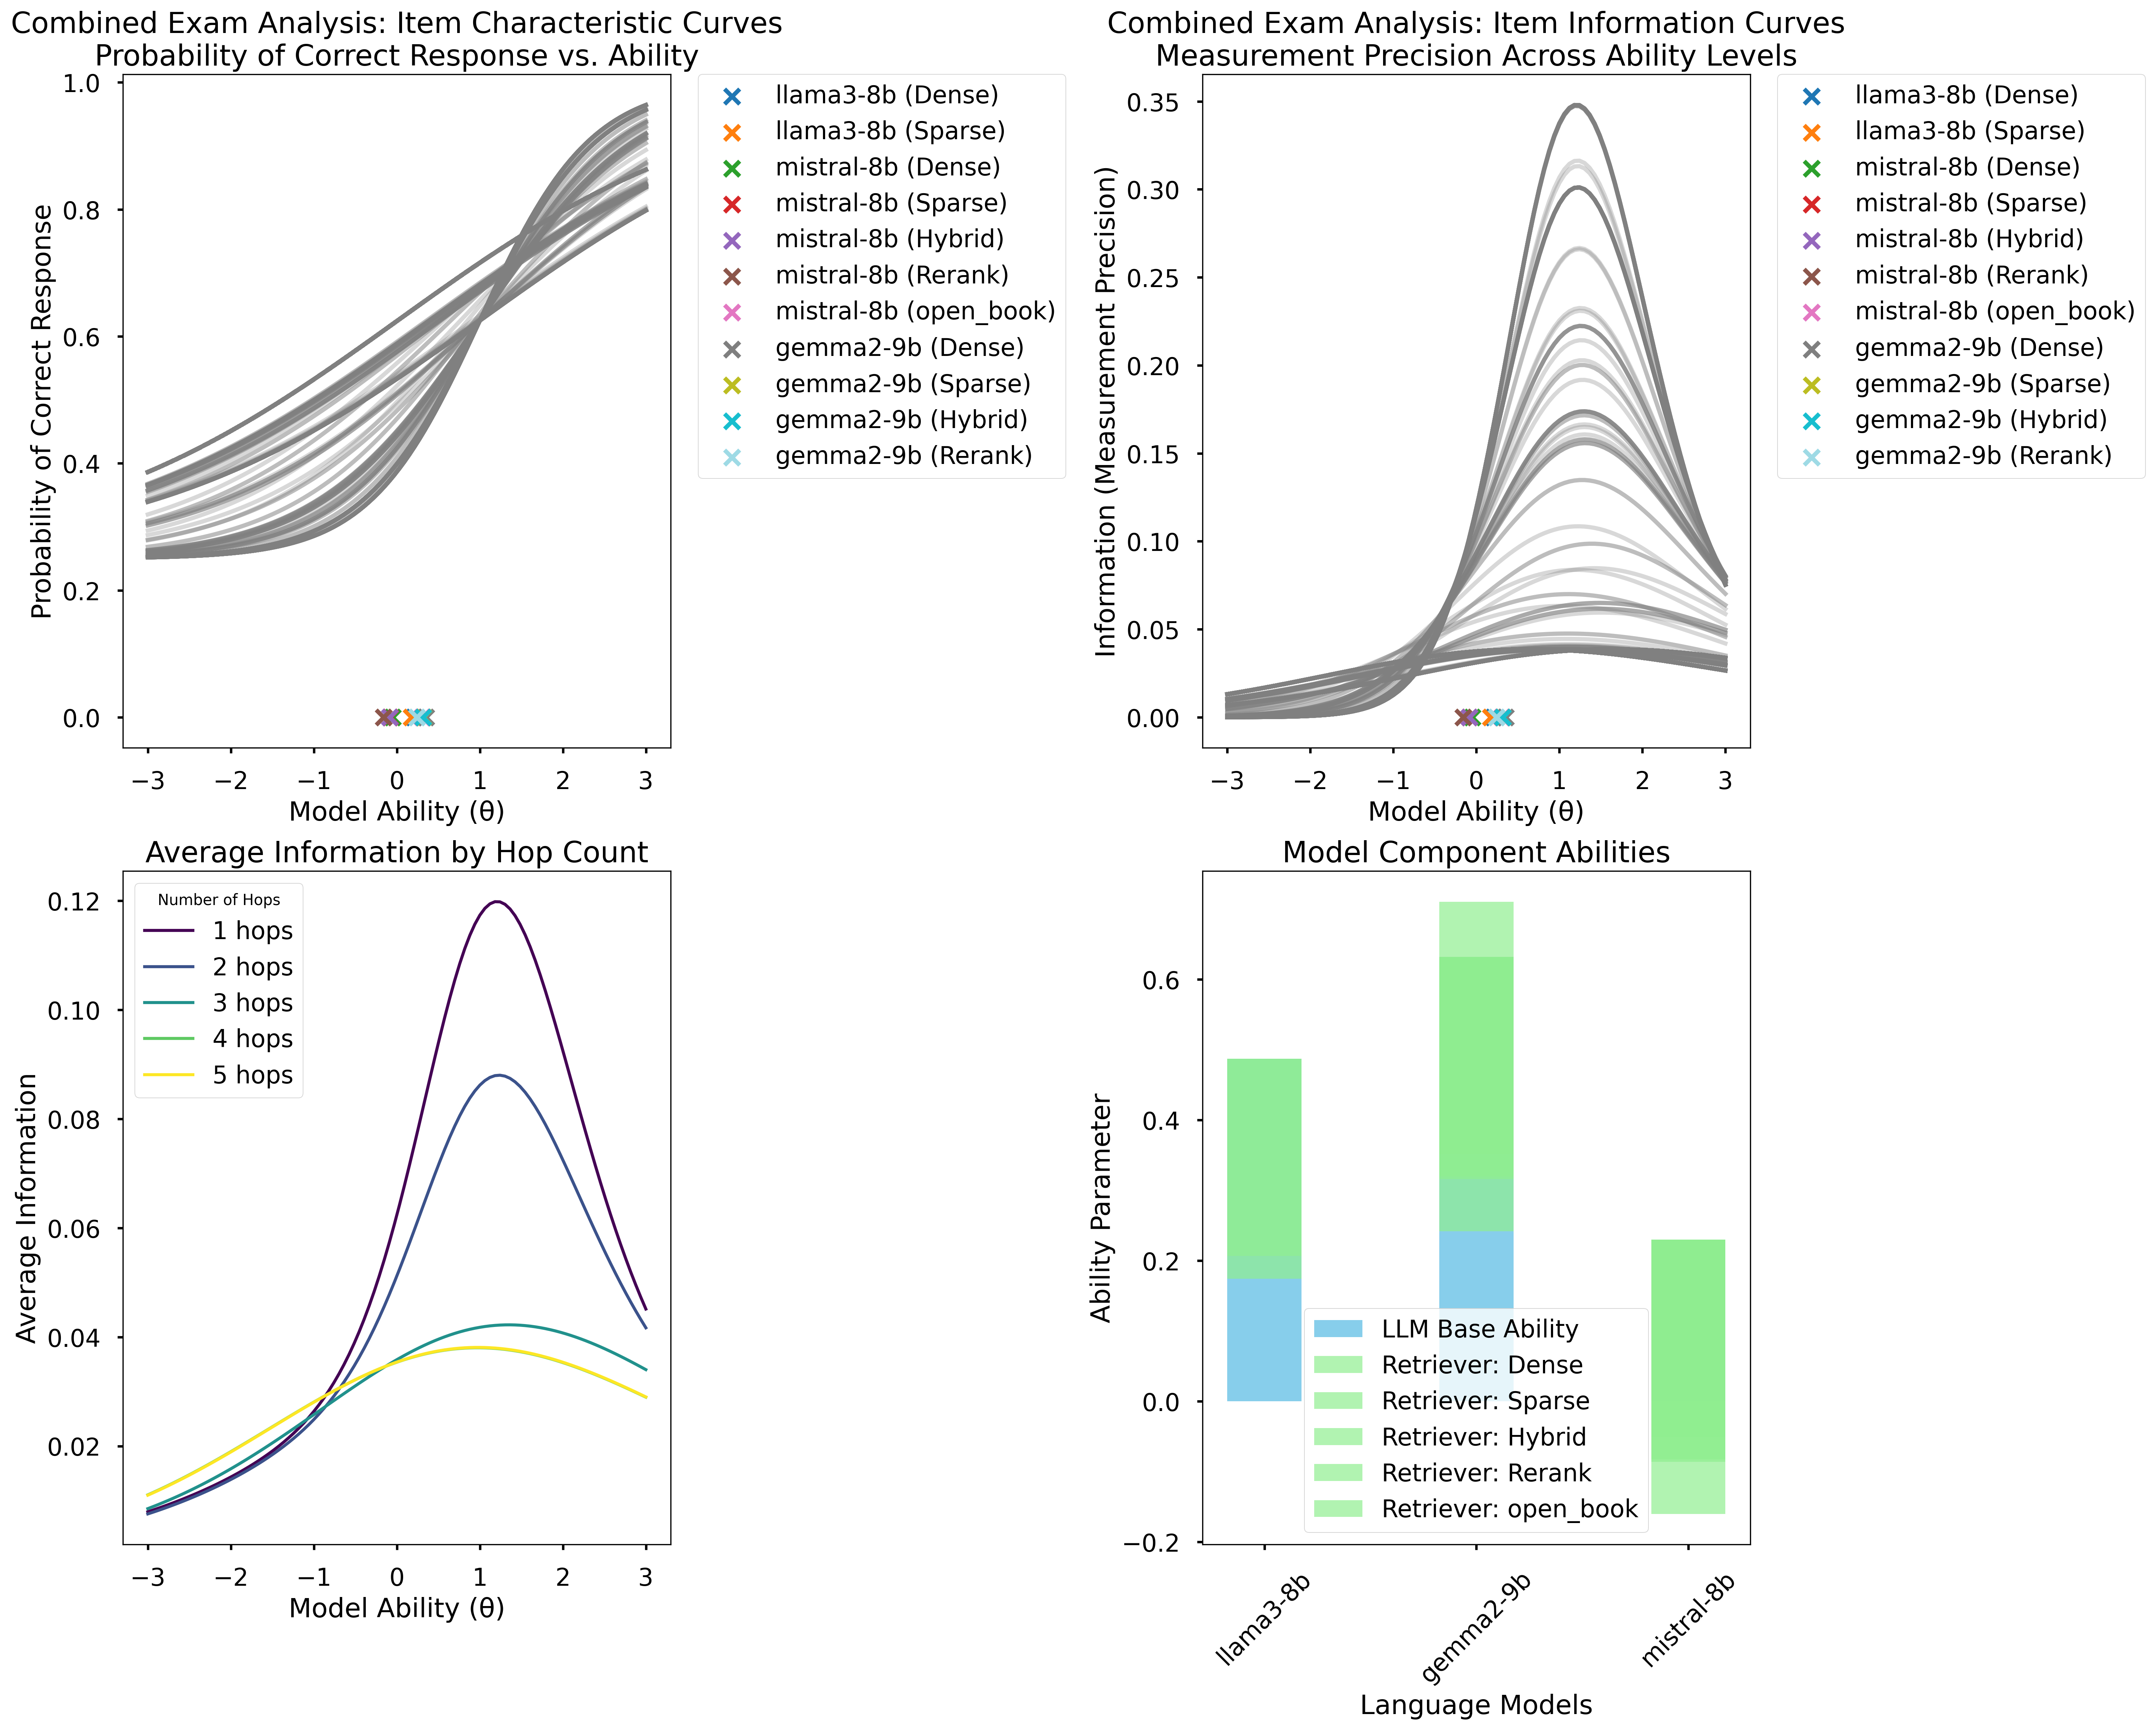 Combined Exam Analysis: Item Characteristic Curves
Probability of Correct Response vs. Ability
Probability of Correct Response
1.0
0.8
0.6
0.4
0.2
0.0
−3
−2
−1
0
1
2
3
Model Ability (θ)
llama3-8b (Dense)
llama3-8b (Sparse)
mistral-8b (Dense)
mistral-8b (Sparse)
mistral-8b (Hybrid)
mistral-8b (Rerank)
mistral-8b (open_book)
gemma2-9b (Dense)
gemma2-9b (Sparse)
gemma2-9b (Hybrid)
gemma2-9b (Rerank)
Combined Exam Analysis: Item Information Curves
Measurement Precision Across Ability Levels
Information (Measurement Precision)
0.35
0.30
0.25
0.20
0.15
0.10
0.05
0.00
−3
−2
−1
0
1
2
3
Model Ability (θ)
llama3-8b (Dense)
llama3-8b (Sparse)
mistral-8b (Dense)
mistral-8b (Sparse)
mistral-8b (Hybrid)
mistral-8b (Rerank)
mistral-8b (open_book)
gemma2-9b (Dense)
gemma2-9b (Sparse)
gemma2-9b (Hybrid)
gemma2-9b (Rerank)
Average Information by Hop Count
Average Information
0.12
0.10
0.08
0.06
0.04
0.02
Number of Hops
1 hops
2 hops
3 hops
4 hops
5 hops
−3
−2
−1
0
1
2
3
Model Ability (θ)
Model Component Abilities
Ability Parameter
0.6
0.4
0.2
0.0
−0.2
LLM Base Ability
Retriever: Dense
Retriever: Sparse
Retriever: Hybrid
Retriever: Rerank
Retriever: open_book
llama3-8b
gemma2-9b
mistral-8b
Language Models